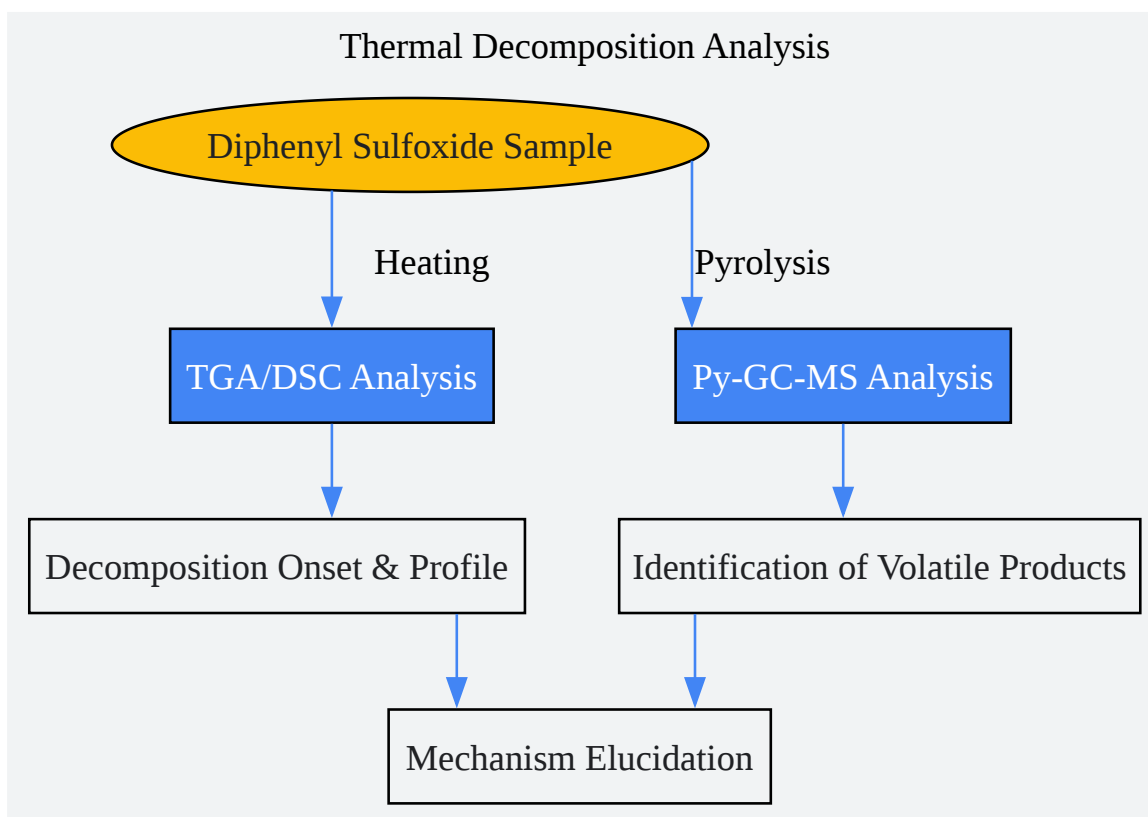 Thermal Decomposition Analysis
Diphenyl Sulfoxide Sample
Heating
Pyrolysis
TGA/DSC Analysis
Py-GC-MS Analysis
Decomposition Onset & Profile
Identification of Volatile Products
Mechanism Elucidation